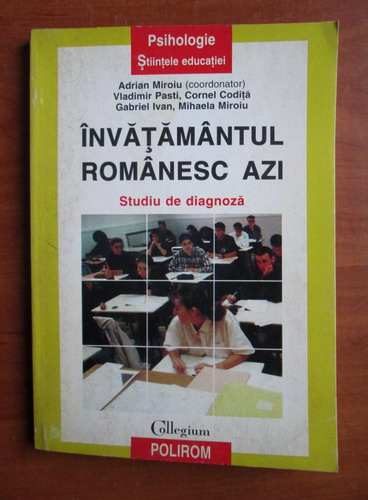 Psihologie
Științele educației
Adrian Miroiu (coordonator)
Vladimir Pasti, Cornel Codiță
Gabriel Ivan, Mihaela Miroiu
ÎNVĂŢĂMÂNTUL
ROMÂNESC AZI
Studiu de diagnoză
Collegium
POLIROM